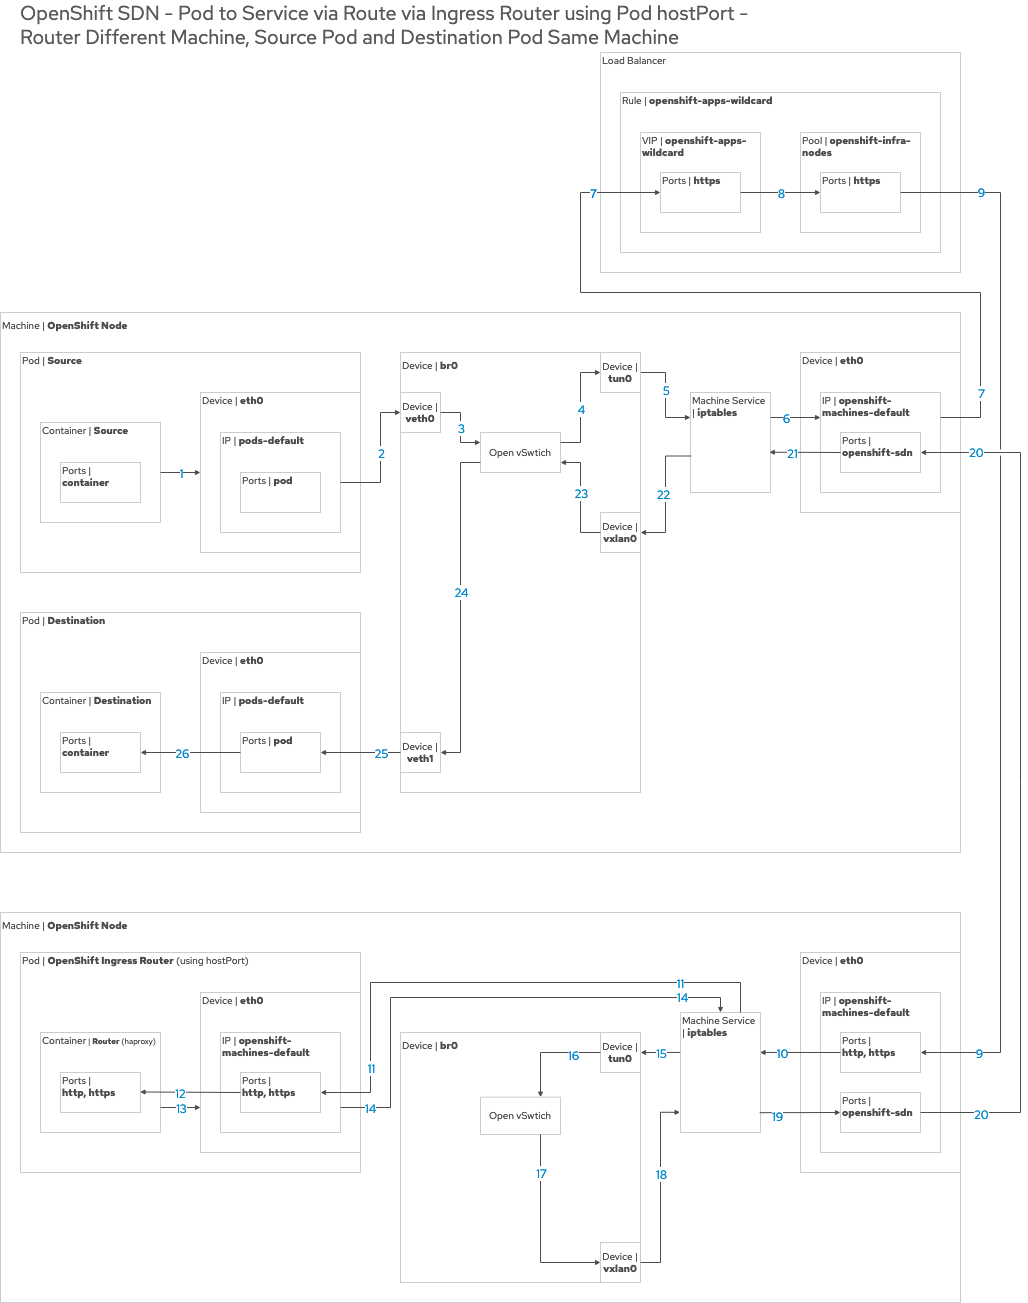 OpenShift SDN - Pod to Service via Route via Ingress Router using Pod hostPort -
Router Different Machine, Source Pod and Destination Pod Same Machine
Load Balancer
Rule | openshift-apps-wildcard
VIP | openshift-apps-
wildcard
Pool | openshift-infra-
nodes
Ports | https
Ports | https
7
8
9
Machine | OpenShift Node
Pod | Source
Device | eth0
Container | Source
IP | pods-default
Ports |
container
Ports | pod
1
2
Device | br0
Device |
veth0
3
Open vSwtich
4
Device |
tun0
5
Machine Service
| iptables
6
Device | eth0
IP | openshift-
machines-default
7
Ports |
openshift-sdn
20
21
22
23
Device |
vxlan0
24
Pod | Destination
Device | eth0
Container | Destination
IP | pods-default
Ports |
container
Ports | pod
26
25
Device |
veth1
Machine | OpenShift Node
Pod | OpenShift Ingress Router (using hostPort)
Device | eth0
Container | Router (haproxy)
IP | openshift-
machines-default
Ports |
http, https
Ports |
http, https
12
13
11
11
14
14
Device | br0
Device |
tun0
15
16
Open vSwtich
17
18
Device |
vxlan0
Machine Service
| iptables
10
19
Device | eth0
IP | openshift-
machines-default
Ports |
http, https
9
Ports |
openshift-sdn
20